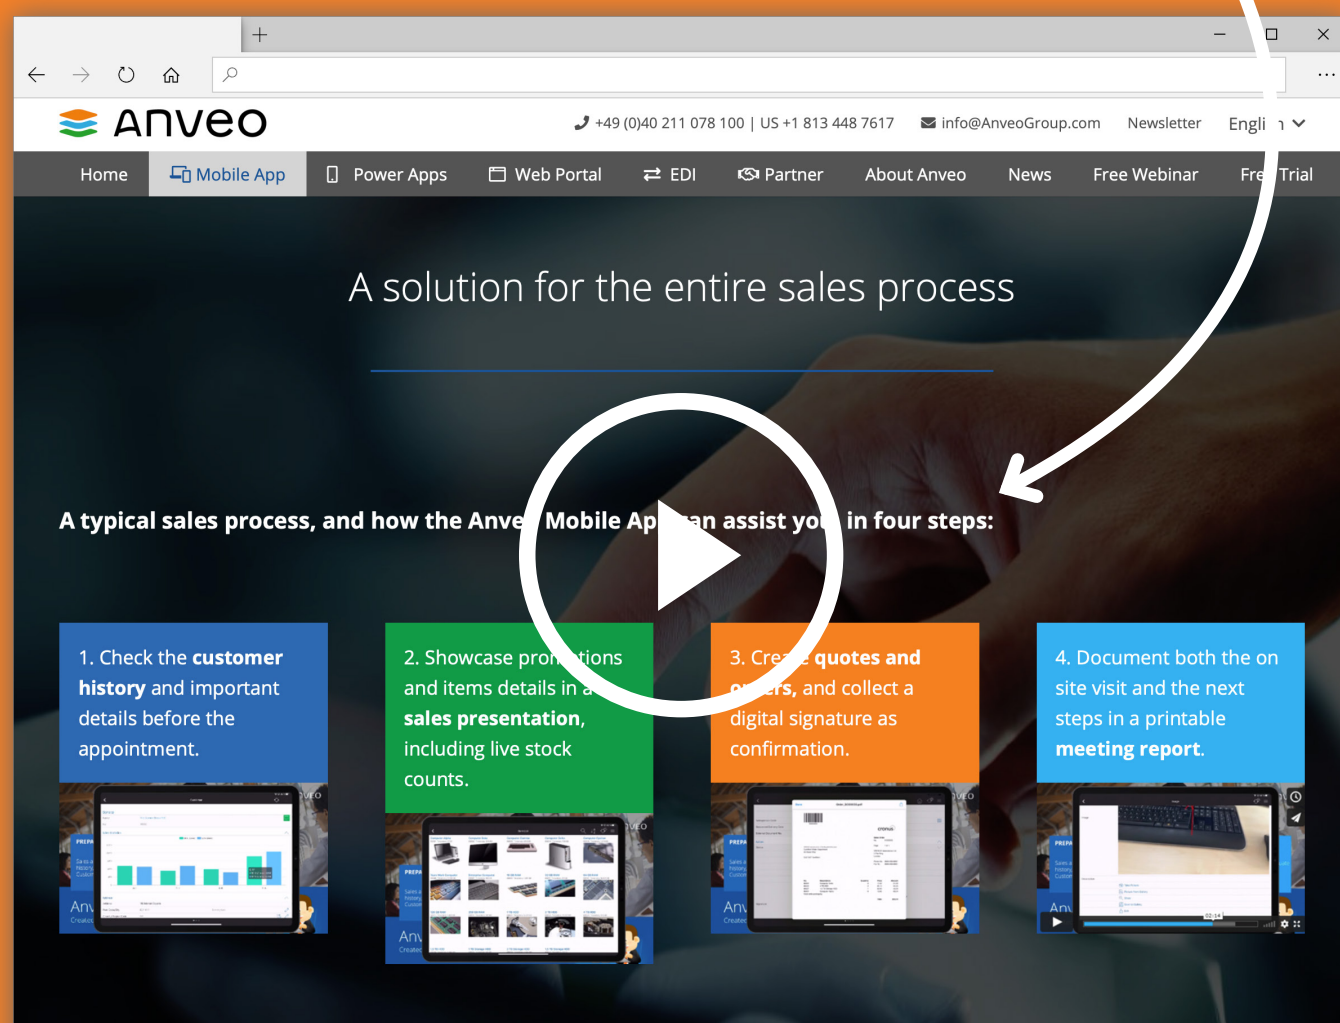 Anveo
+49 (0)40 211 078 100 | US +1 813 448 7617 info@AnveoGroup.com Newsletter
Home Mobile App Power Apps Web Portal EDI Partner About Anveo News Free Webinar Trial
A solution for the entire sales process
A typical sales process, and how the Mobile assist in four steps:
1. Check the customer
history and important
details before the
appointment.
2. Showcase
and items details in a
sales presentation,
including live stock
counts.
3. quotes and
and collect a
digital signature as
confirmation.
4. Document both the on
site visit and the next
steps in a printable
meeting report.
02:14